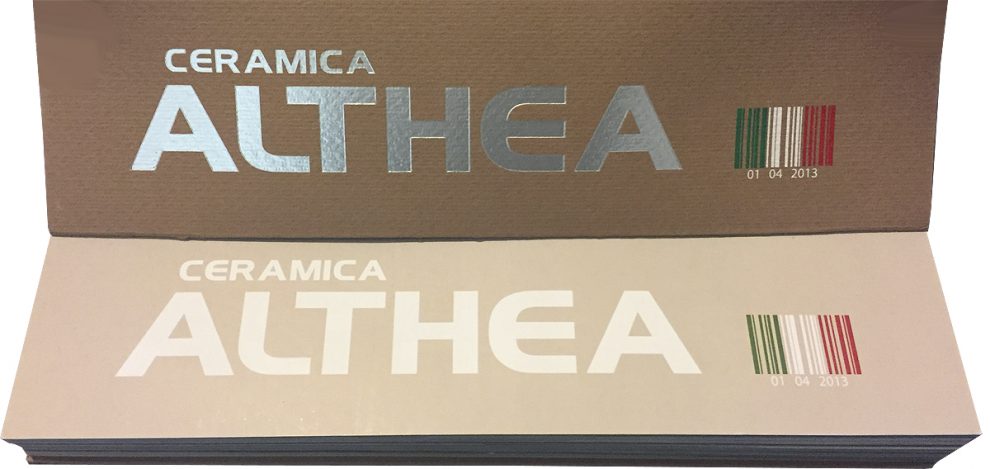 CERAMICA
ALTHEA
01 04 2013
CERAMICA
ALTHEA
01 04 2013